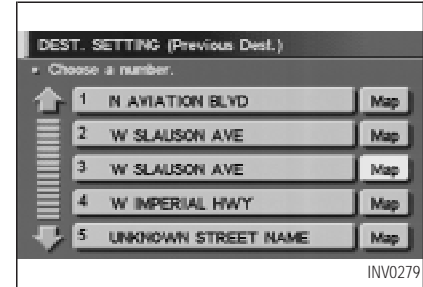 DEST. SETTING (Previous Dest.)
Choose a number.
1 N AVIATION BLVD Map
2 W SLAUSON AVE Map
3 W SLAUSON AVE Map
4 W IMPERIAL HWY Map
5 UNKNOWN STREET NAME Map
INV0279